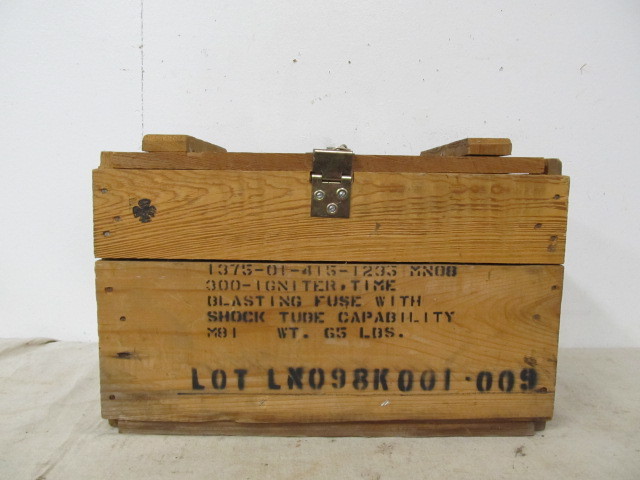 1375-01-415-1235 MN08
300-IGNITER, TIME
BLASTING FUSE WITH
SHOCK TUBE CAPABILITY
M81 WT. 65 LBS.
LOT LN098K001-009